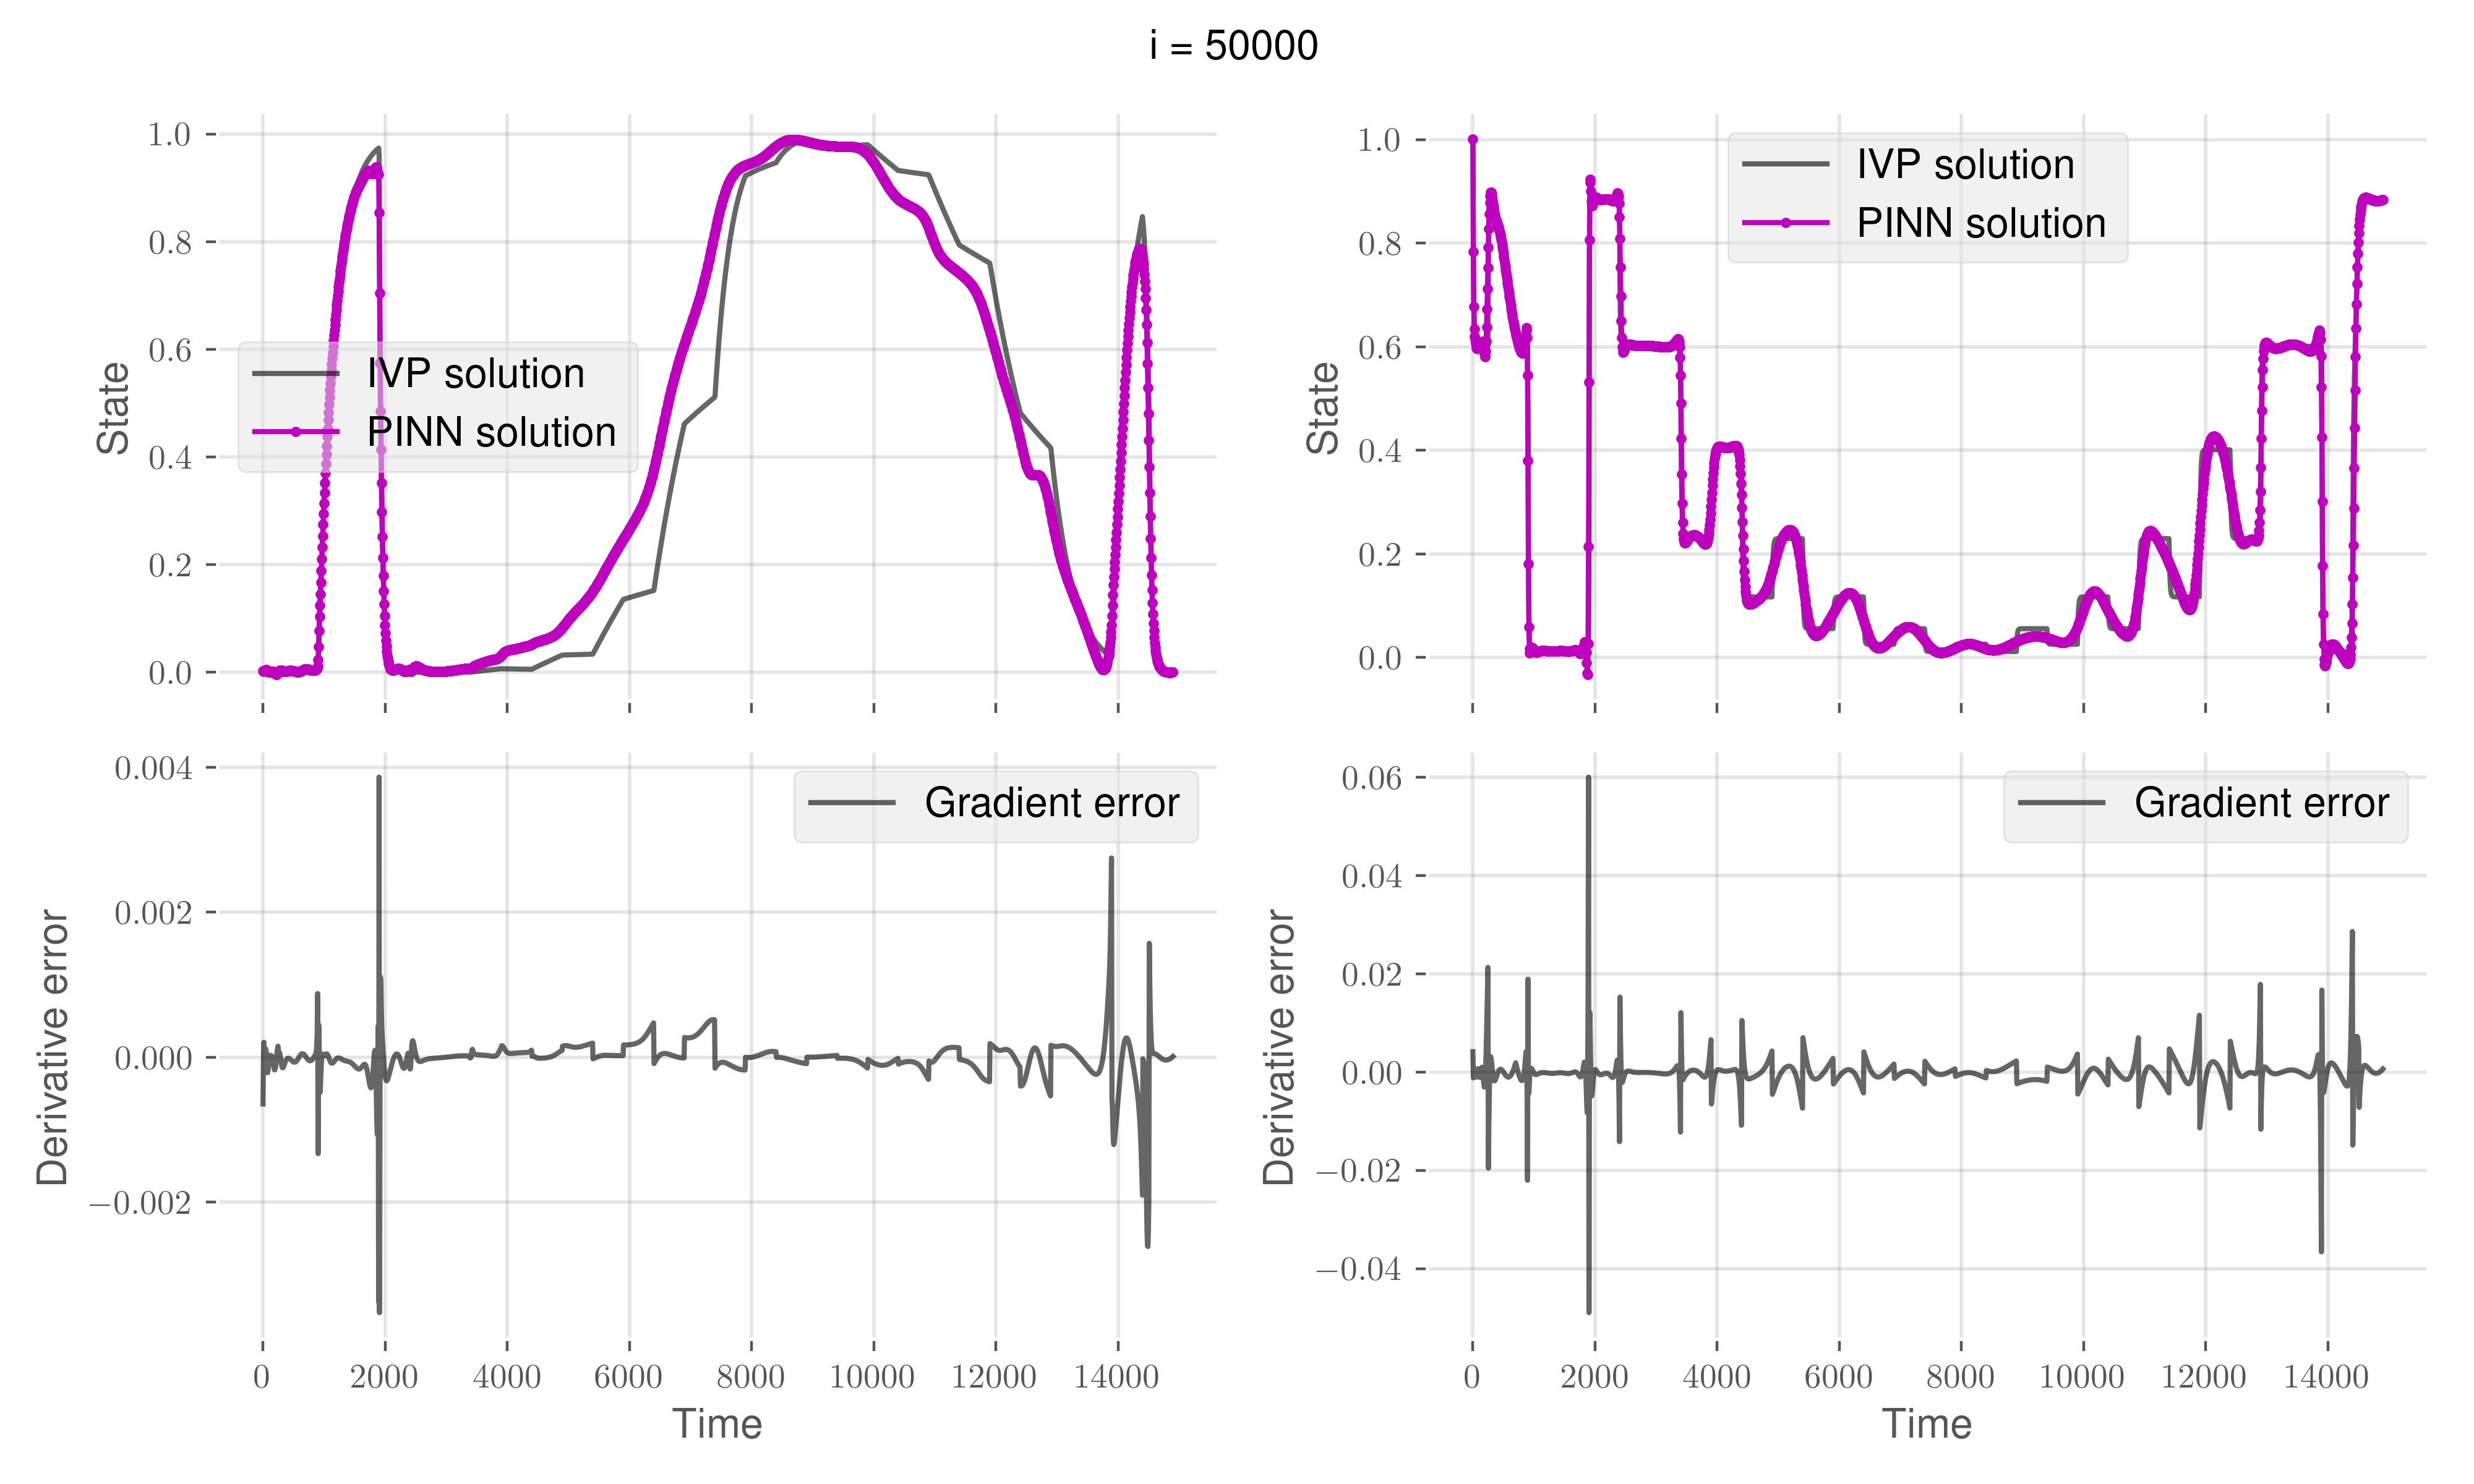 i = 50000
1.0
0.8
0.6
0.4
0.2
0.0
State
IVP solution
PINN solution
1.0
0.8
0.6
0.4
0.2
0.0
State
IVP solution
PINN solution
0.004
0.002
0.000
−0.002
Derivative error
Gradient error
0 2000 4000 6000 8000 10000 12000 14000
Time
0.06
0.04
0.02
0.00
−0.02
−0.04
Derivative error
Gradient error
0 2000 4000 6000 8000 10000 12000 14000
Time